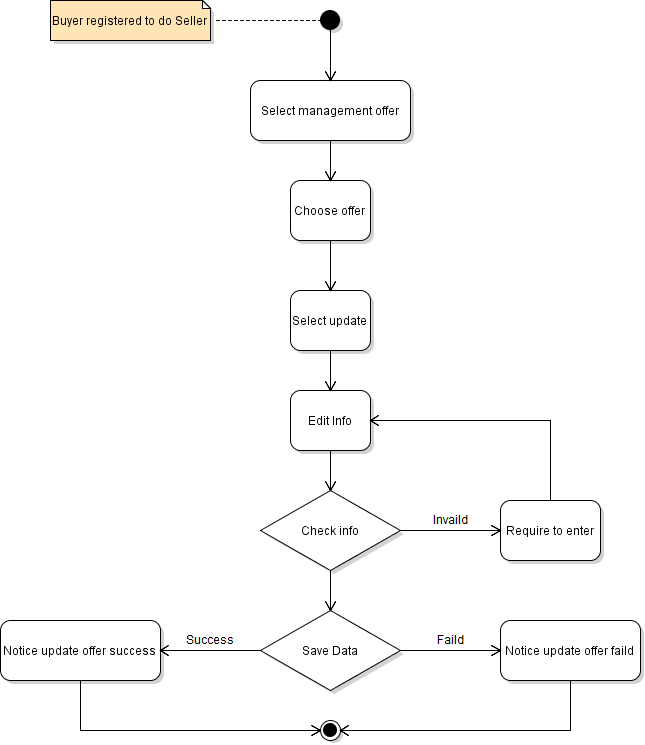 Buyer registered to do Seller
Select management offer
Choose offer
Select update
Edit Info
Check info
Invaild
Require to enter
Notice update offer success
Success
Save Data
Faild
Notice update offer faild